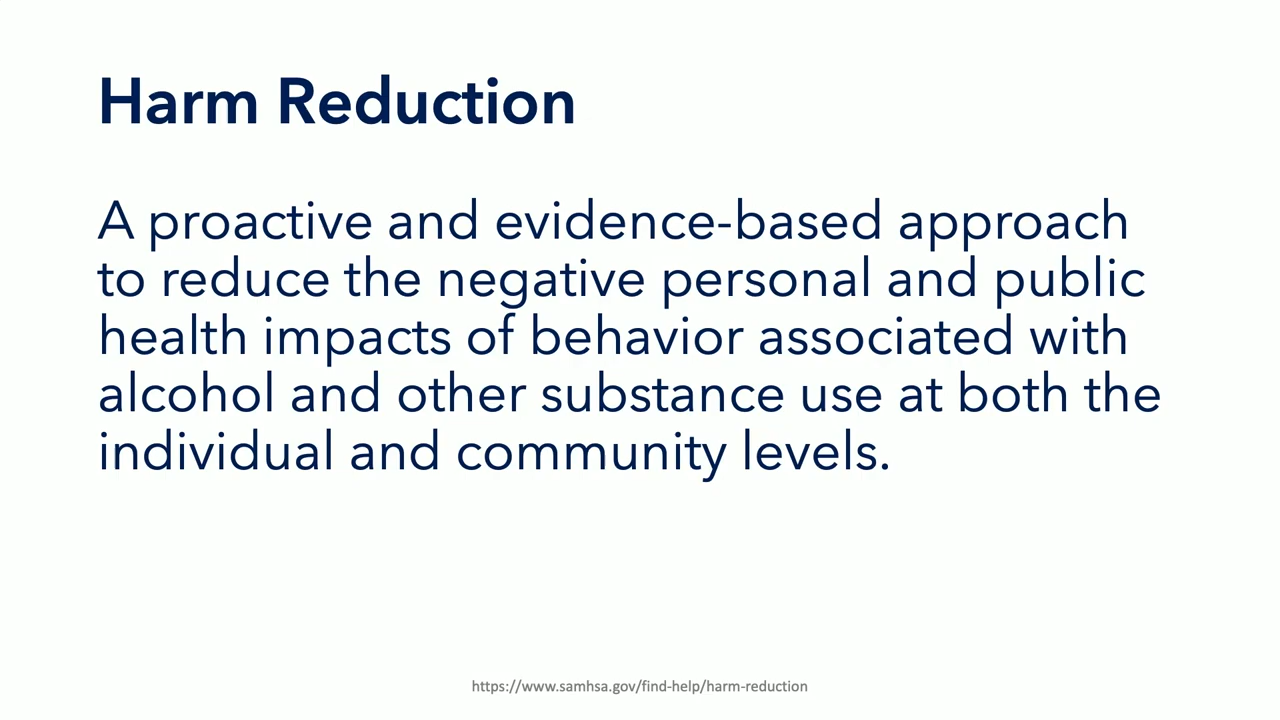 Harm Reduction
A proactive and evidence-based approach
to reduce the negative personal and public
health impacts of behavior associated with
alcohol and other substance use at both the
individual and community levels.
https://www.samhsa.gov/find-help/harm-reduction